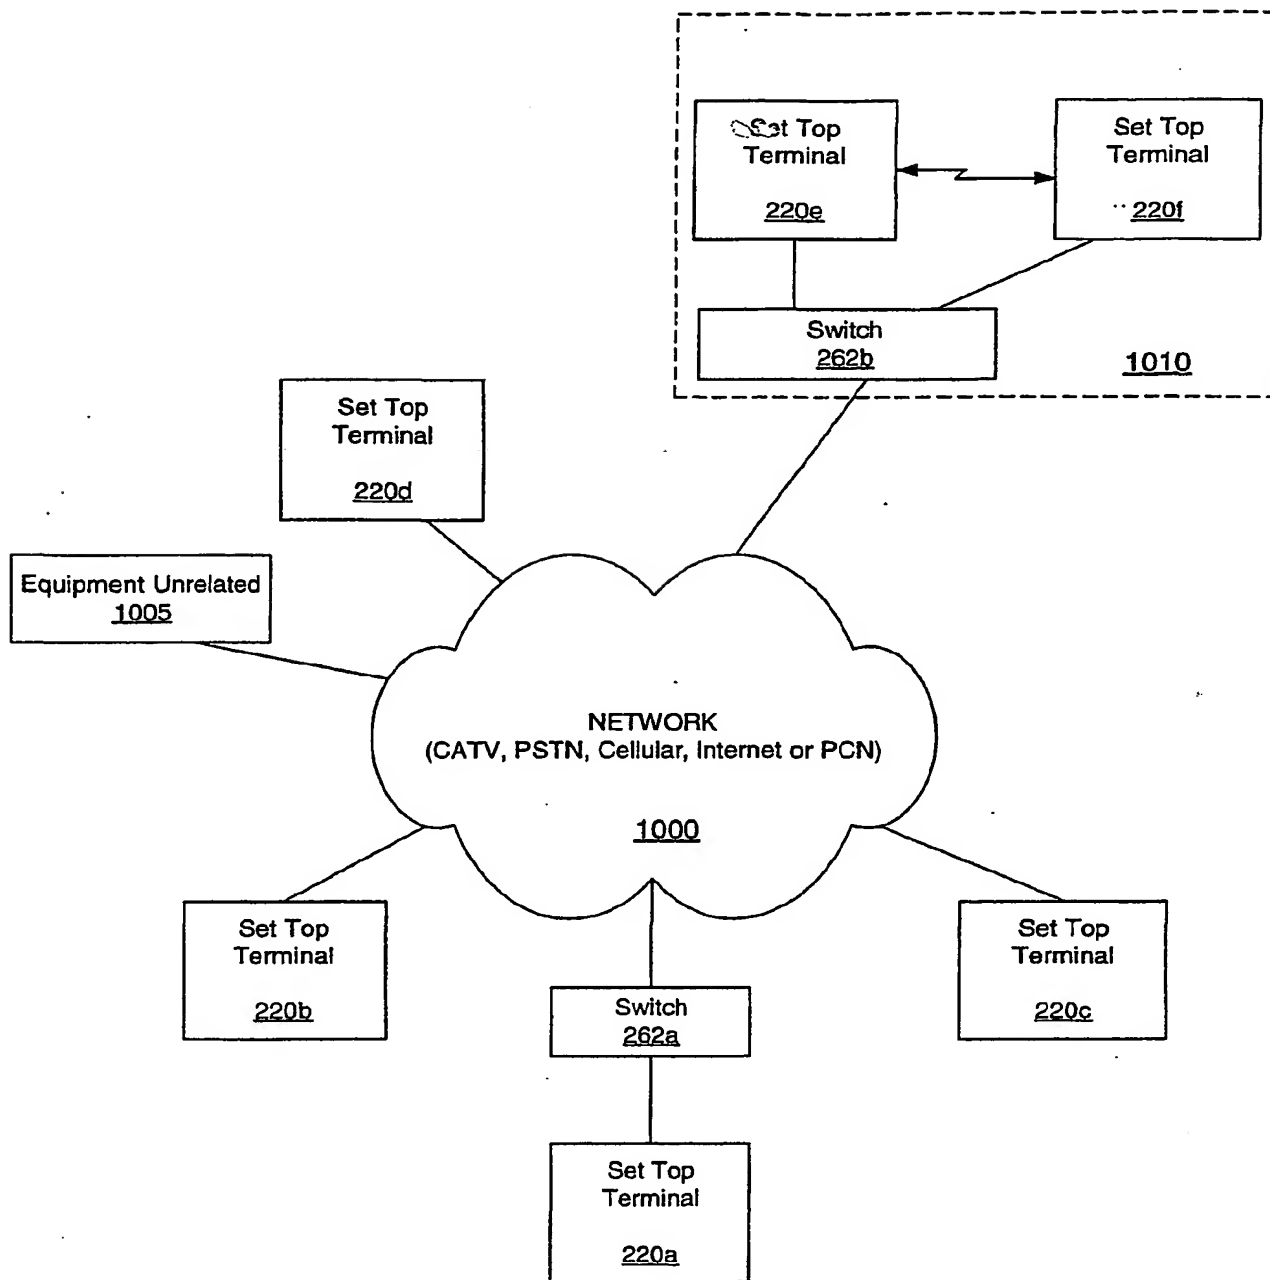 Set Top
Terminal
220e
Set Top
Terminal
220f
Switch
262b
1010
Set Top
Terminal
220d
Equipment Unrelated
1005
NETWORK
(CATV, PSTN, Cellular, Internet or PCN)
1000
Set Top
Terminal
220b
Switch
262a
Set Top
Terminal
220c
Set Top
Terminal
220a